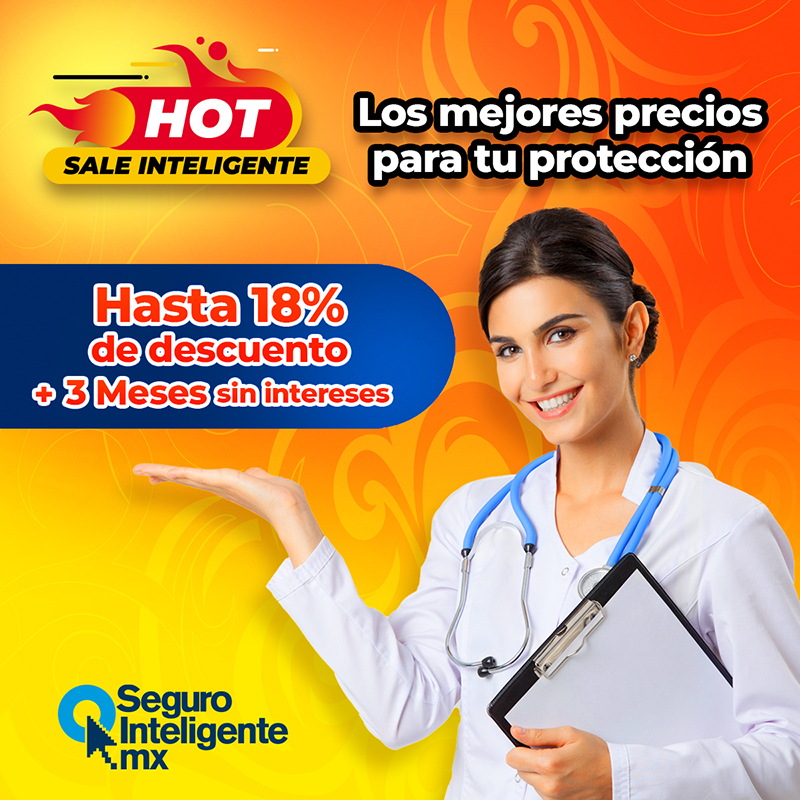 HOT
SALE INTELIGENTE
Los mejores precios
para tu protección
Hasta 18%
de descuento
+ 3 Meses sin intereses
Seguro
Inteligente
.mx